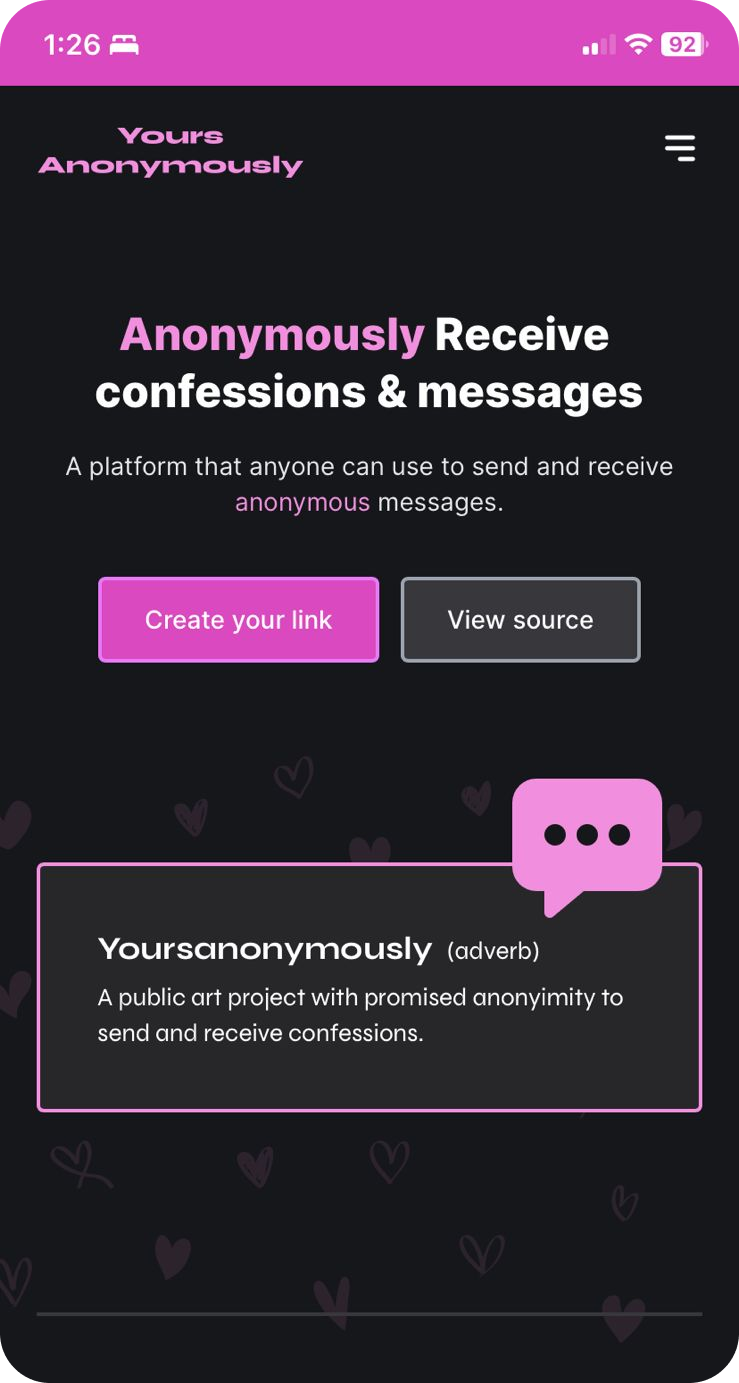 1:26
92
Yours
Anonymously
Anonymously Receive
confessions & messages
A platform that anyone can use to send and receive
anonymous messages.
Create your link
View source
Yoursanonymously (adverb)
A public art project with promised anonyimity to
send and receive confessions.